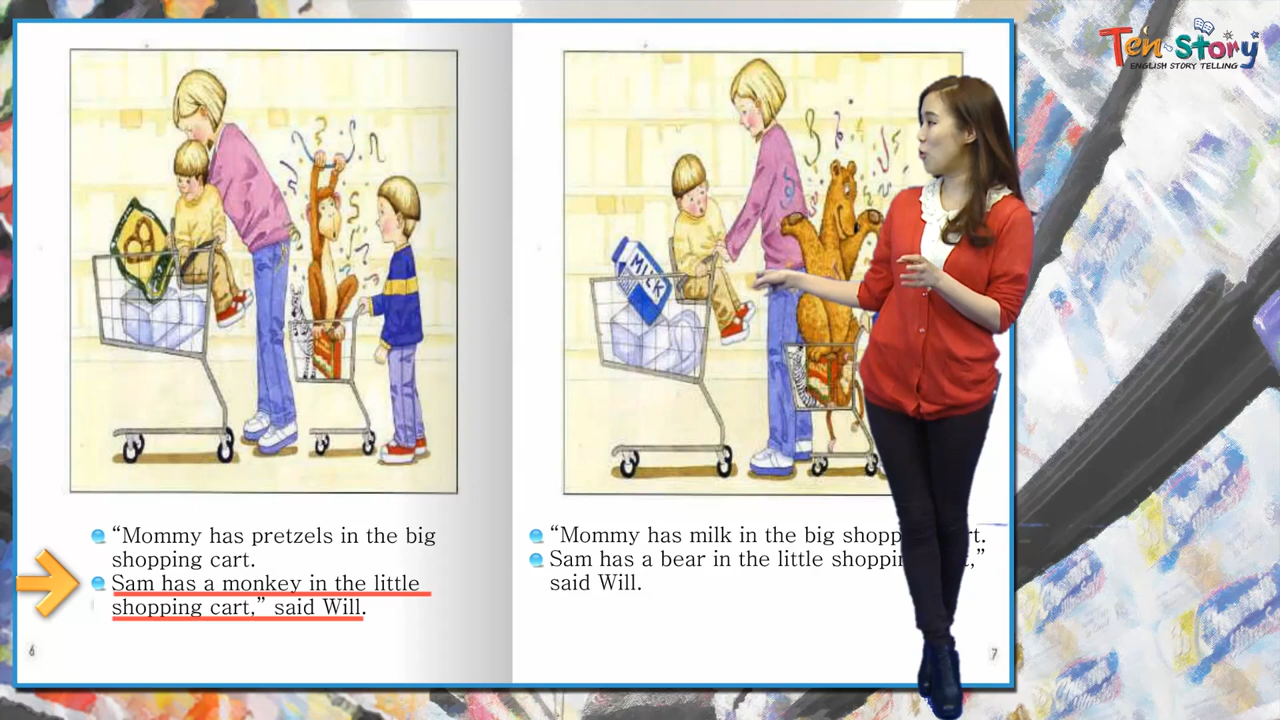 Ten Story
ENGLISH STORY TELLING
MILK
“Mommy has pretzels in the big
shopping cart.
Sam has a monkey in the little
shopping cart,” said Will.
6
“Mommy has milk in the big shopp rt.
Sam has a bear in the little shoppin ,”
said Will.
7